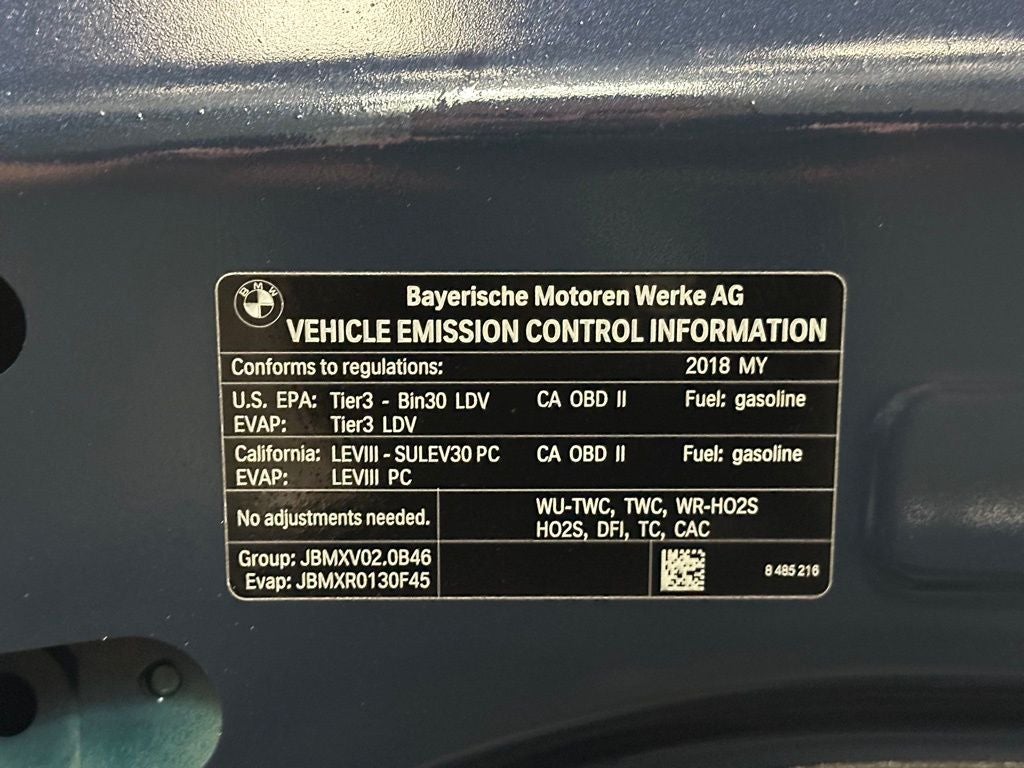 BMW
Bayerische Motoren Werke AG
VEHICLE EMISSION CONTROL INFORMATION
Conforms to regulations: 2018 MY
U.S. EPA: Tier3 - Bin30 LDV CA OBD II Fuel: gasoline
EVAP: Tier3 LDV
California: LEVIII - SULEV30 PC CA OBD II Fuel: gasoline
EVAP: LEVIII PC
No adjustments needed.
WU-TWC, TWC, WR-HO2S
HO2S, DFI, TC, CAC
Group: JBMXV02.0B46
Evap: JBMXR0130F45
8 485 216